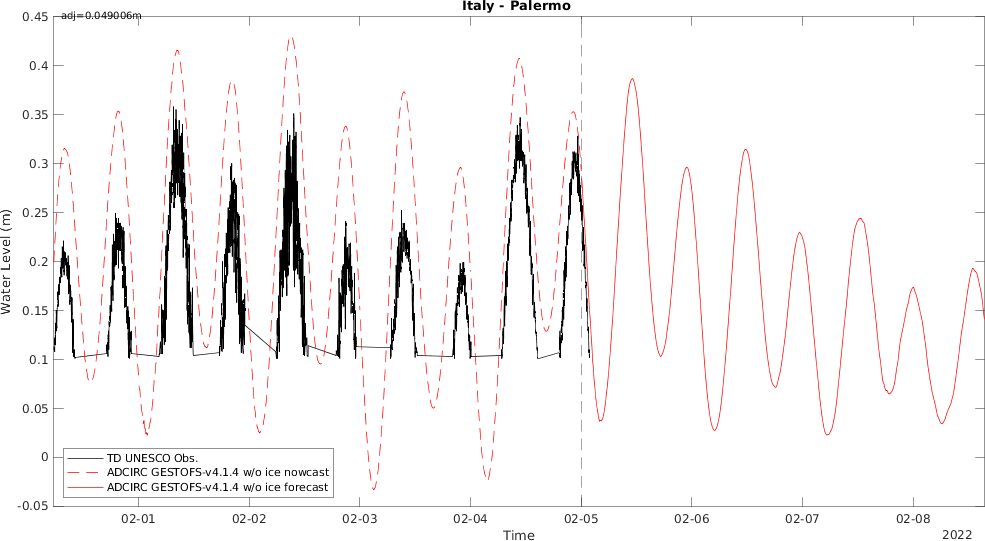 Italy - Palermo
adj=0.049006m
0.45
0.4
0.35
0.3
0.25
0.2
0.15
0.1
0.05
0
-0.05
Water Level (m)
TD UNESCO Obs.
ADCIRC GESTOFS-v4.1.4 w/o ice nowcast
ADCIRC GESTOFS-v4.1.4 w/o ice forecast
02-01 02-02 02-03 02-04 02-05 02-06 02-07 02-08
Time
2022